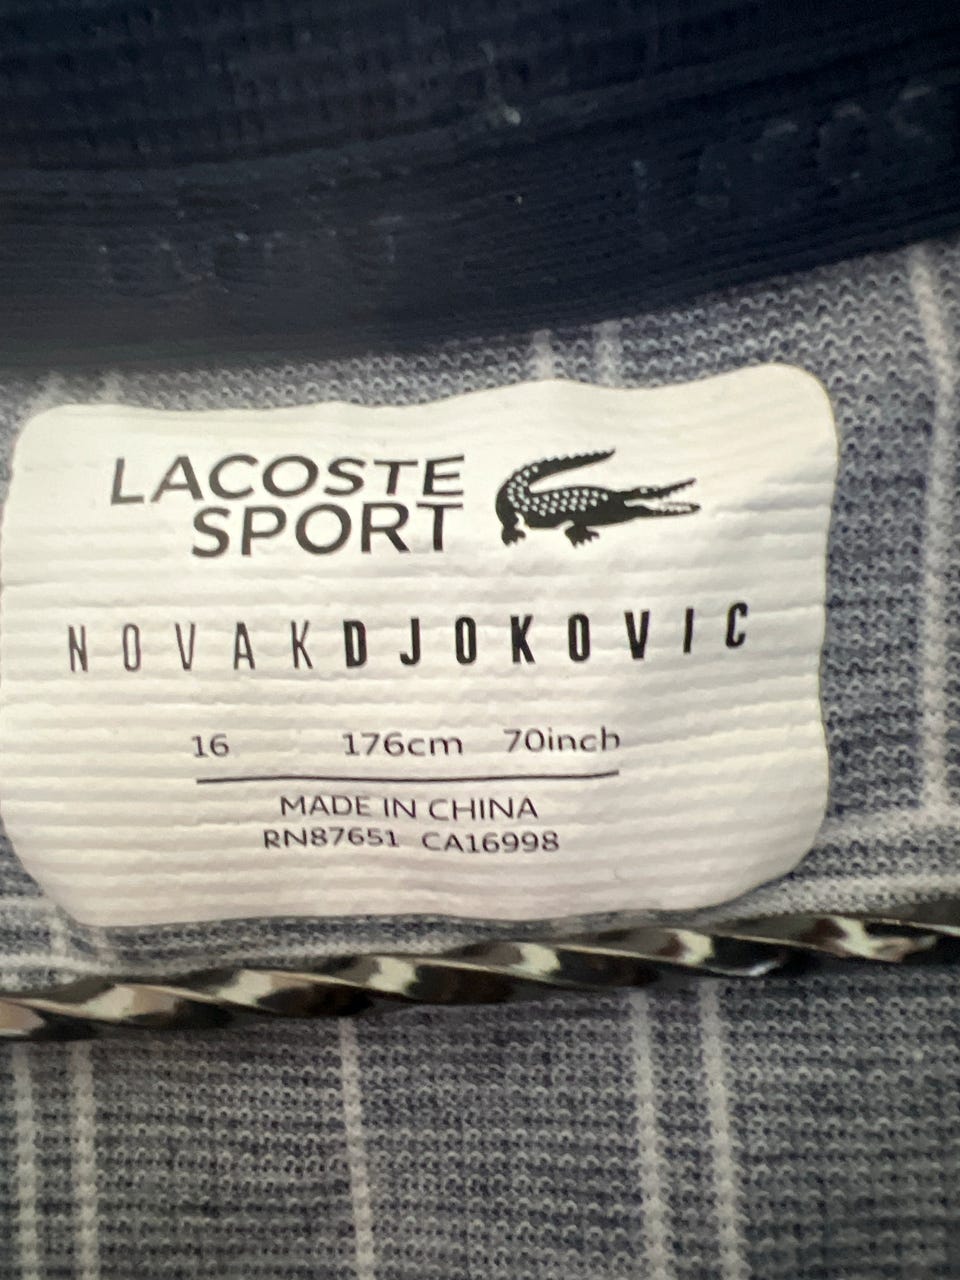 LACOSTE
SPORT
NOVAKDJOKOVIC
16 176cm 70inch
MADE IN CHINA
RN87651 CA16998